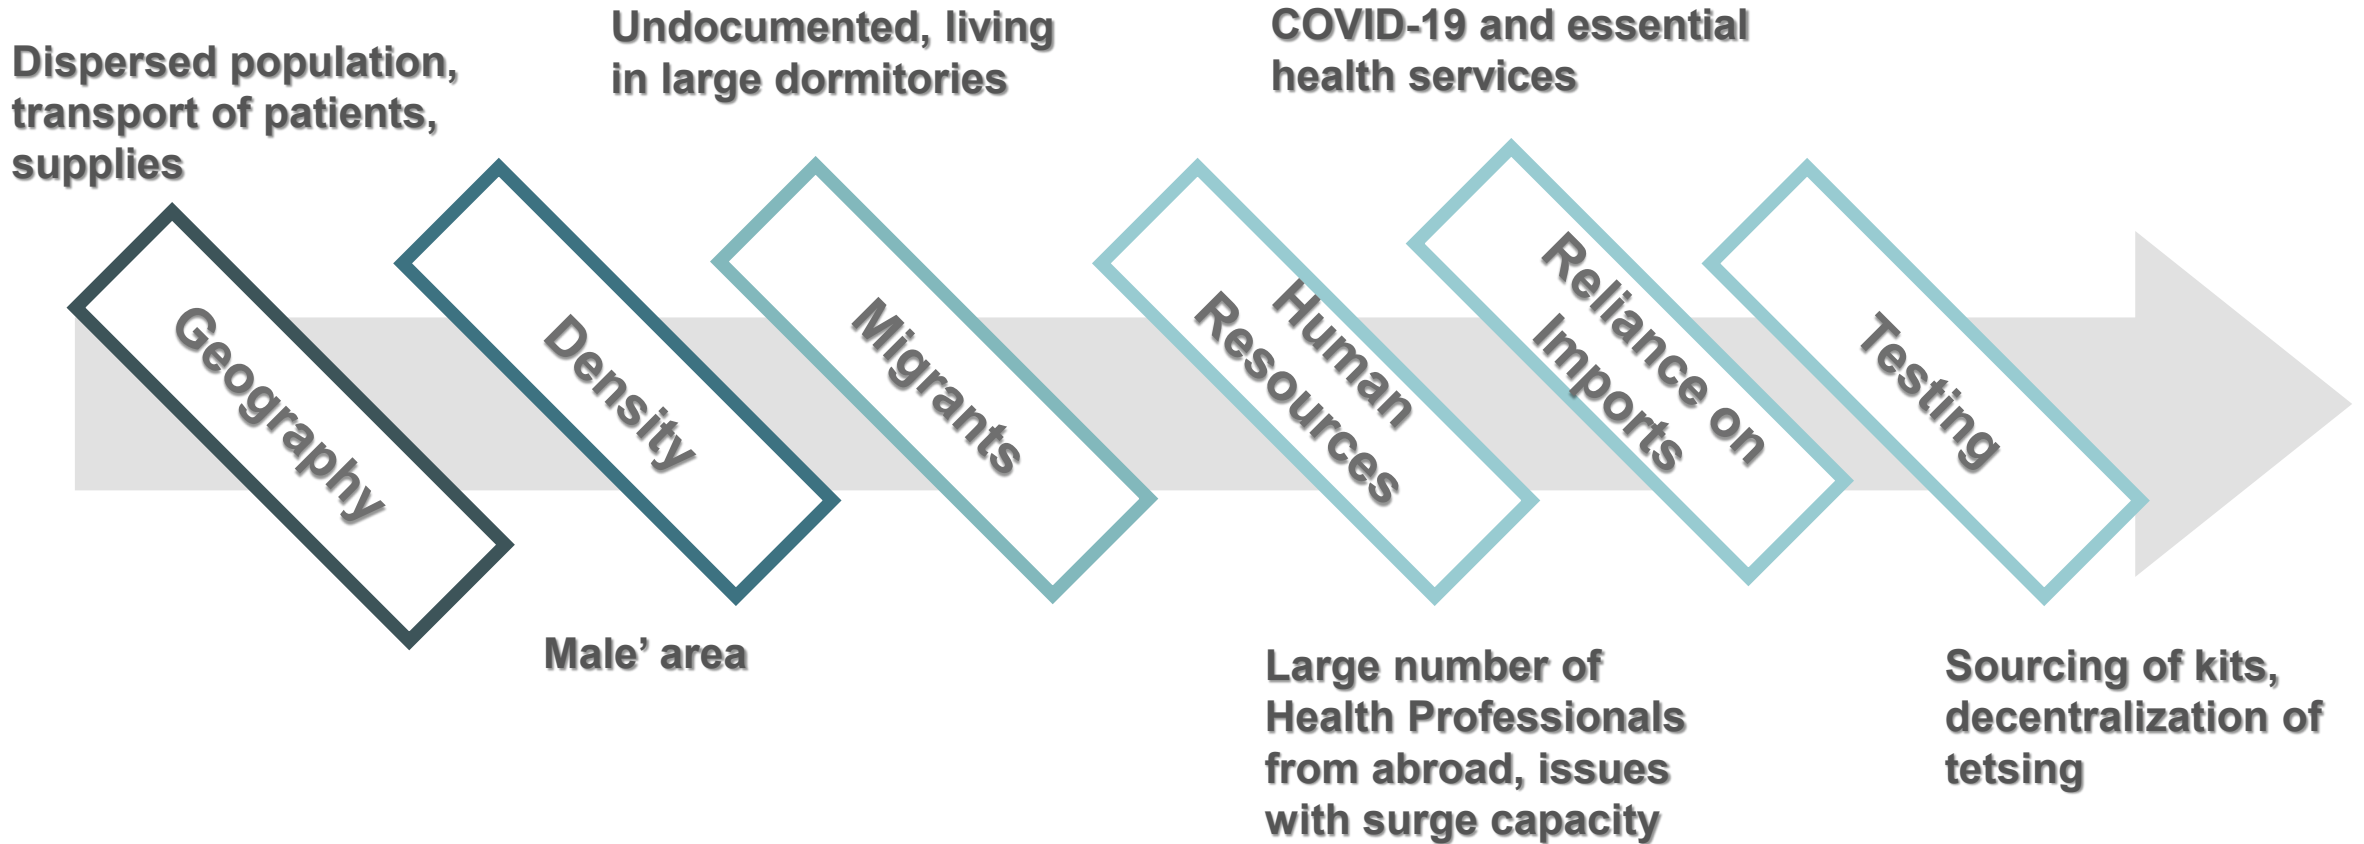 Dispersed population,
transport of patients,
supplies
Undocumented, living
in large dormitories
COVID-19 and essential
health services
Geography
Density
Migrants
Human
Resources
Reliance on
Imports
Testing
Male’ area
Large number of
Health Professionals
from abroad, issues
with surge capacity
Sourcing of kits,
decentralization of
tetsing